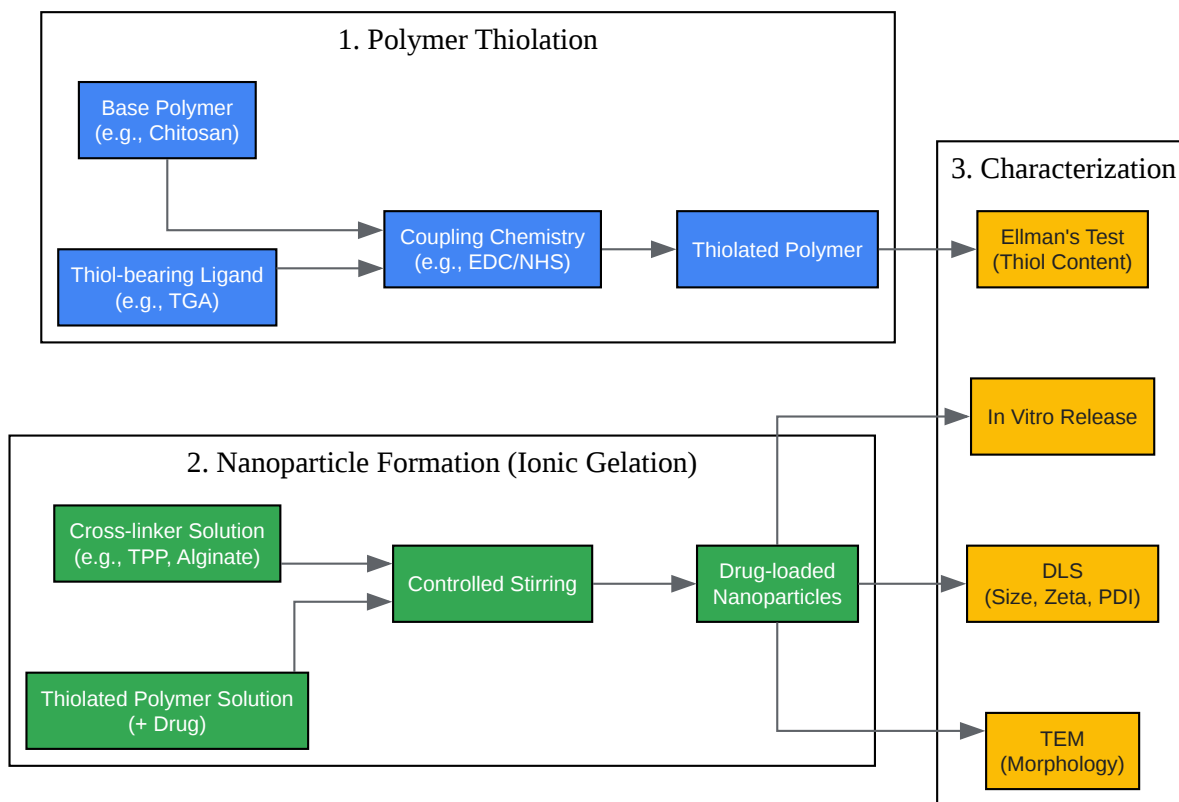 1. Polymer Thiolation
Base Polymer
(e.g., Chitosan)
Thiol-bearing Ligand
(e.g., TGA)
Coupling Chemistry
(e.g., EDC/NHS)
Thiolated Polymer
2. Nanoparticle Formation (Ionic Gelation)
Cross-linker Solution
(e.g., TPP, Alginate)
Thiolated Polymer Solution
(+ Drug)
Controlled Stirring
Drug-loaded
Nanoparticles
3. Characterization
Ellman's Test
(Thiol Content)
In Vitro Release
DLS
(Size, Zeta, PDI)
TEM
(Morphology)